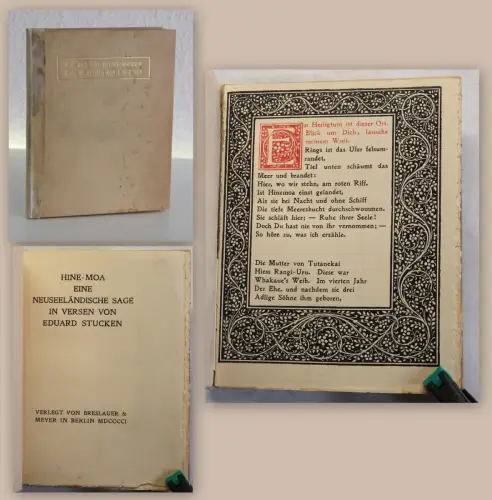 HINE-MOA
EINE
NEUSEELÄNDISCHE SAGE
IN VERSEN VON
EDUARD STUCKEN
VERLEGT VON BRESLAUER &
MEYER IN BERLIN MDCCCCI
Ein Heiligtum ist dieser Ort.
Blick um Dich, lausche
meinem Wort.
Rings ist das Ufer felsum-
randet,
Tief unten schäumt das
Meer und brandet:
Hier, wo wir stehn, am roten Riff,
Ist Hinemoa einst gelandet,
Als sie bei Nacht und ohne Schiff
Die tiefe Meeresbucht durchschwommen.
Sie schläft hier; — Ruhe ihrer Seele!
Doch Du hast nie von ihr vernommen; —
So höre zu, was ich erzähle.
Die Mutter von Tutanekai
Hiess Rangi-Uru. Diese war
Whakaue's Weib. Im vierten Jahr
Der Ehe, und nachdem sie drei
Adlige Söhne ihm geboren,